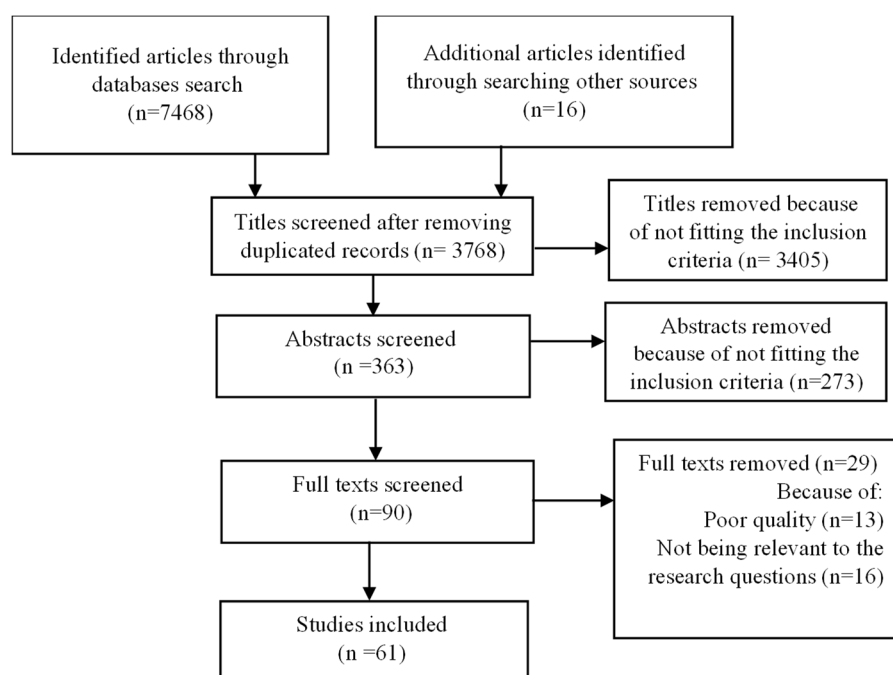 Identified articles through
databases search
(n=7468)
Additional articles identified
through searching other sources
(n=16)
Titles screened after removing
duplicated records (n= 3768)
Titles removed because
of not fitting the inclusion
criteria (n= 3405)
Abstracts screened
(n =363)
Abstracts removed
because of not fitting the
inclusion criteria (n=273)
Full texts screened
(n=90)
Full texts removed (n=29)
Because of:
Poor quality (n=13)
Not being relevant to the
research questions (n=16)
Studies included
(n =61)